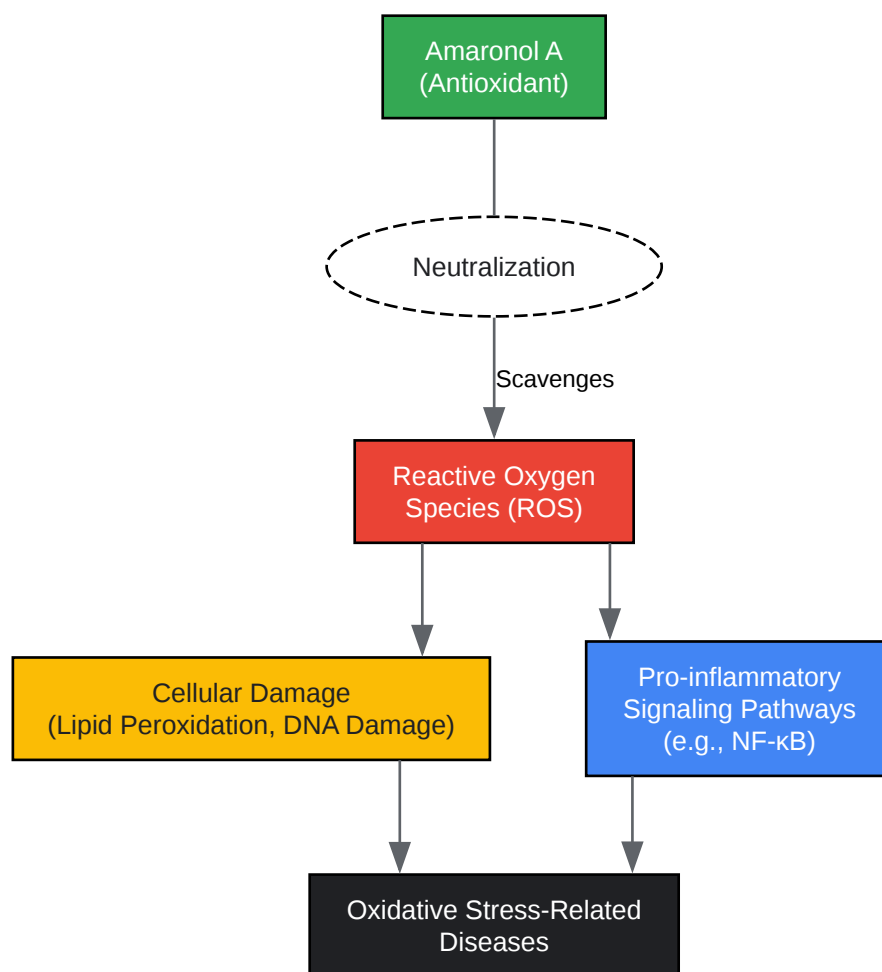 Amaronol A
(Antioxidant)
Neutralization
Scavenges
Reactive Oxygen
Species (ROS)
Cellular Damage
(Lipid Peroxidation, DNA Damage)
Pro-inflammatory
Signaling Pathways
(e.g., NF-κB)
Oxidative Stress-Related
Diseases